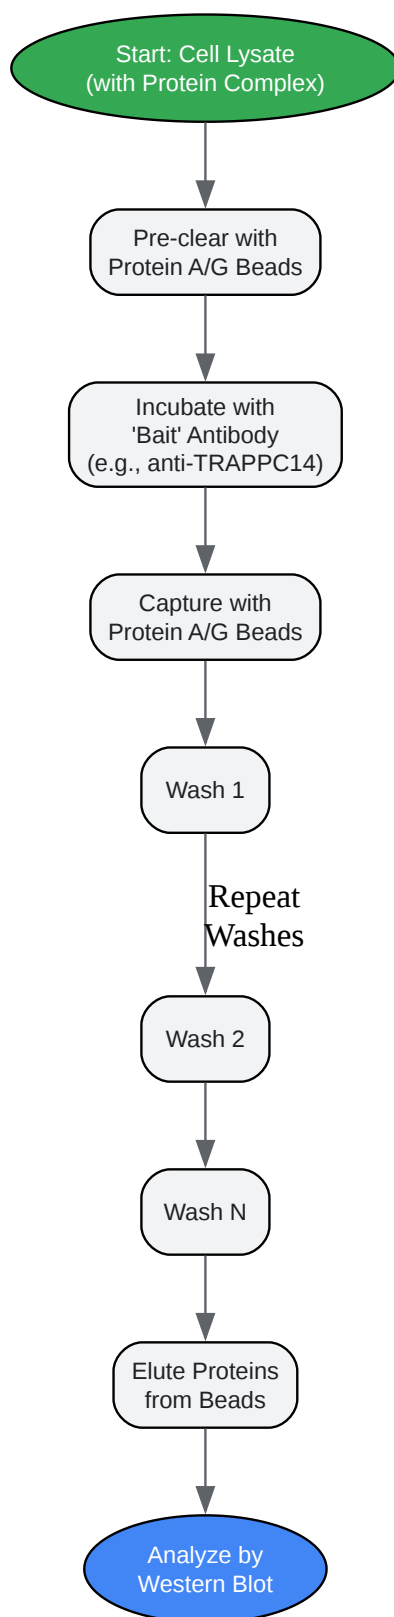 Start: Cell Lysate
(with Protein Complex)
Pre-clear with
Protein A/G Beads
Incubate with
'Bait' Antibody
(e.g., anti-TRAPPC14)
Capture with
Protein A/G Beads
Wash 1
Repeat
Washes
Wash 2
Wash N
Elute Proteins
from Beads
Analyze by
Western Blot